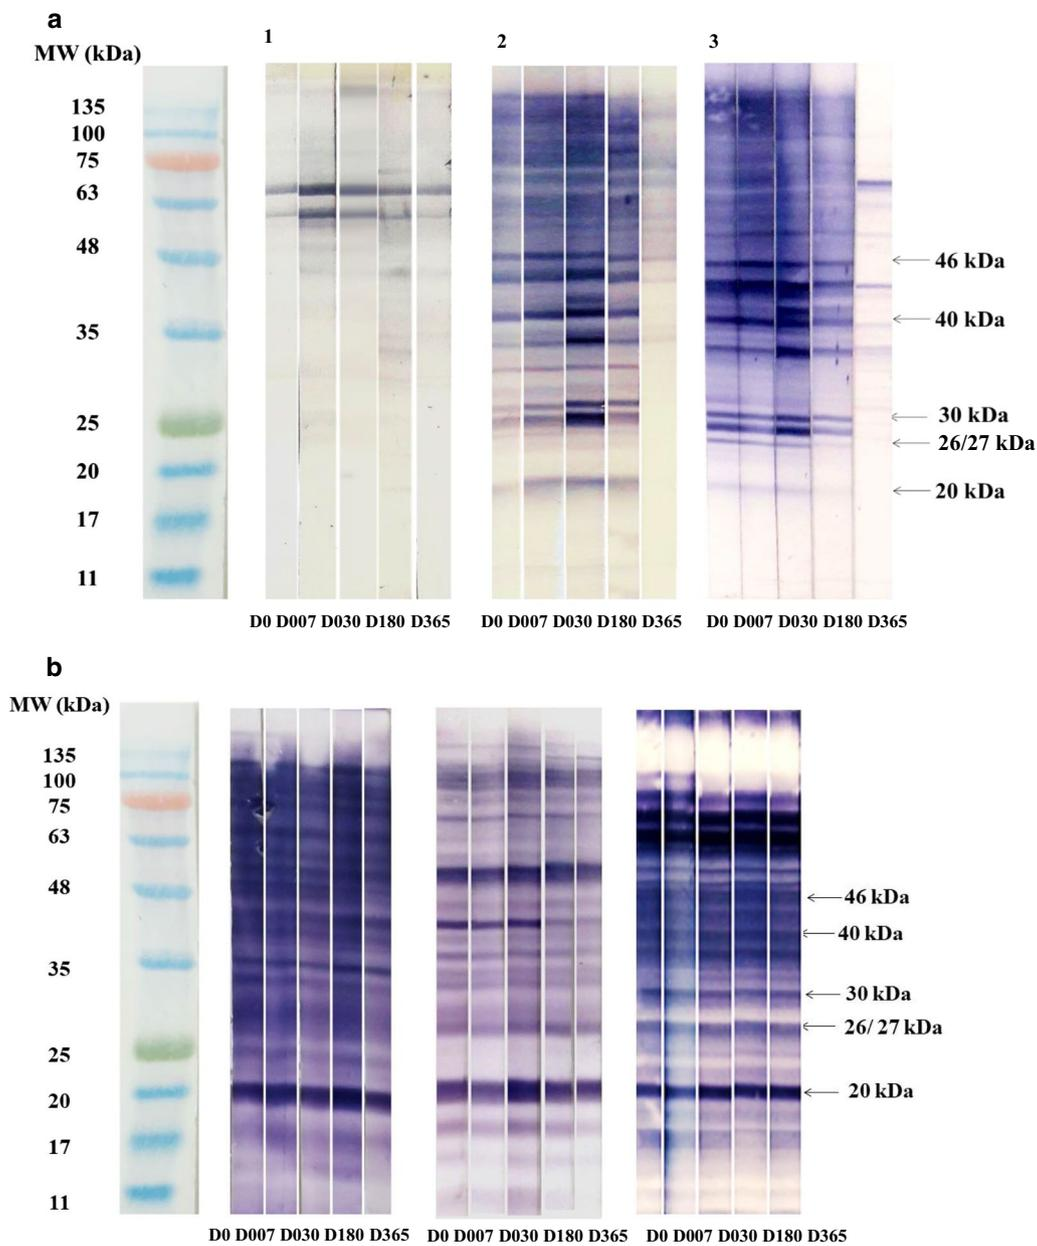 a
MW (kDa)
1
2
3
135
100
75
63
48
35
25
20
17
11
46 kDa
40 kDa
30 kDa
26/27 kDa
20 kDa
D0 D007 D030 D180 D365
D0 D007 D030 D180 D365
D0 D007 D030 D180 D365
b
MW (kDa)
135
100
75
63
48
35
25
20
17
11
46 kDa
40 kDa
30 kDa
26/ 27 kDa
20 kDa
D0 D007 D030 D180 D365
D0 D007 D030 D180 D365
D0 D007 D030 D180 D365